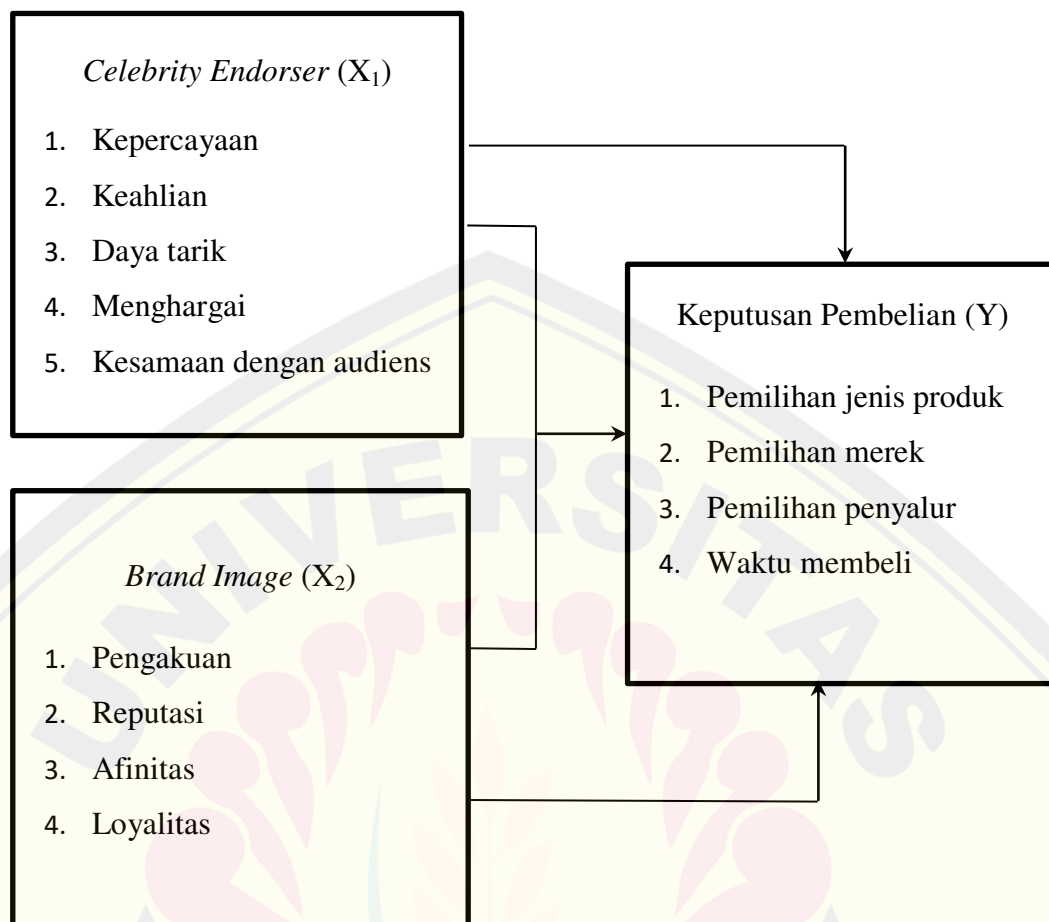 Celebrity Endorser (X₁)
1. Kepercayaan
2. Keahlian
3. Daya tarik
4. Menghargai
5. Kesamaan dengan audiens
Keputusan Pembelian (Y)
1. Pemilihan jenis produk
2. Pemilihan merek
3. Pemilihan penyalur
4. Waktu membeli
Brand Image (X₂)
1. Pengakuan
2. Reputasi
3. Afinitas
4. Loyalitas
UNIVERSITAS